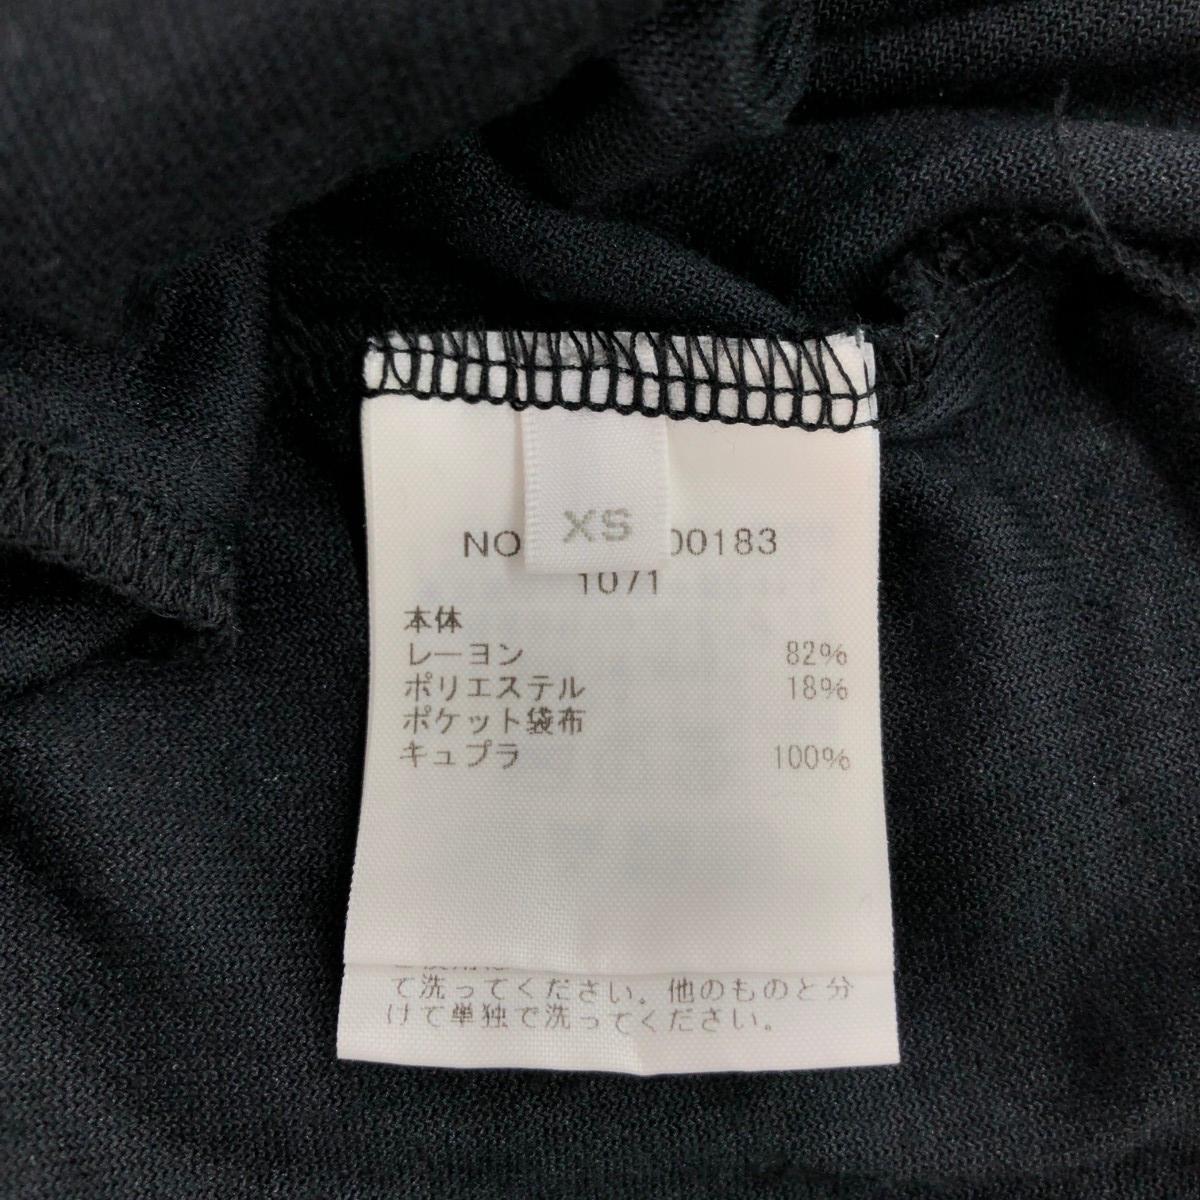 XS
NO 00183
1071
本体
レーヨン 82%
ポリエステル 18%
ポケット袋布
キュプラ 100%
て洗ってください。他のものと分
けて単独で洗ってください。